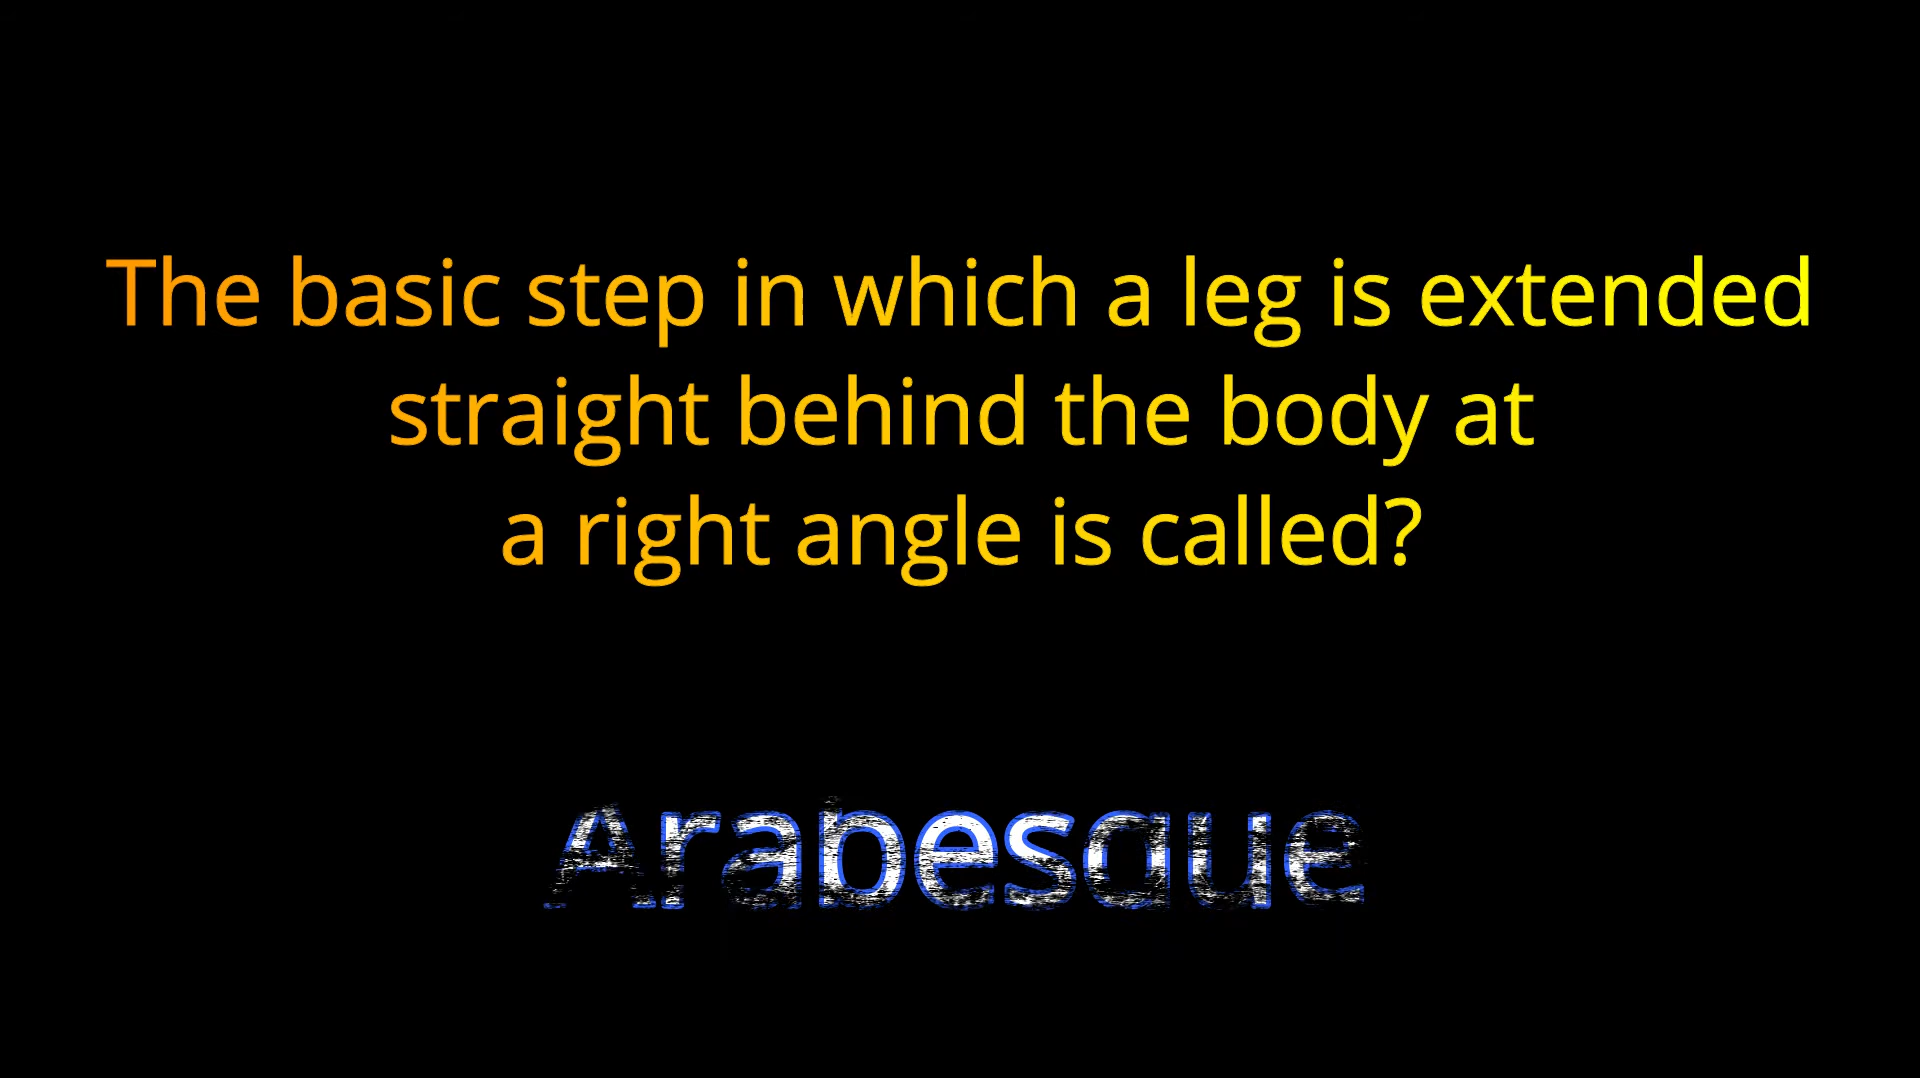 The basic step in which a leg is extended
straight behind the body at
a right angle is called?
Arabesque